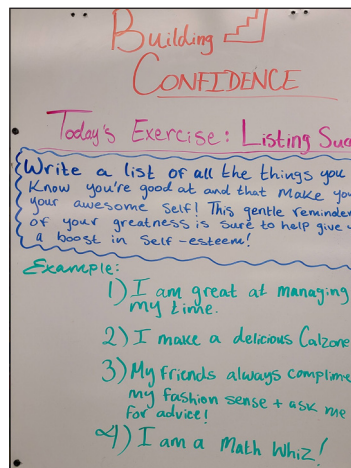 Building
CONFIDENCE
Today's Exercise: Listing
Write a list of all the things you
Know you're good at and that make
your awesome self! This gentle reminder
of your greatness is sure to help give
a boost in self-esteem!
Example:
1) I am great at managing
my time.
2) I make a delicious Calzone
3) My friends always
my fashion sense + ask me
for advice!
4) I am a Math Whiz!